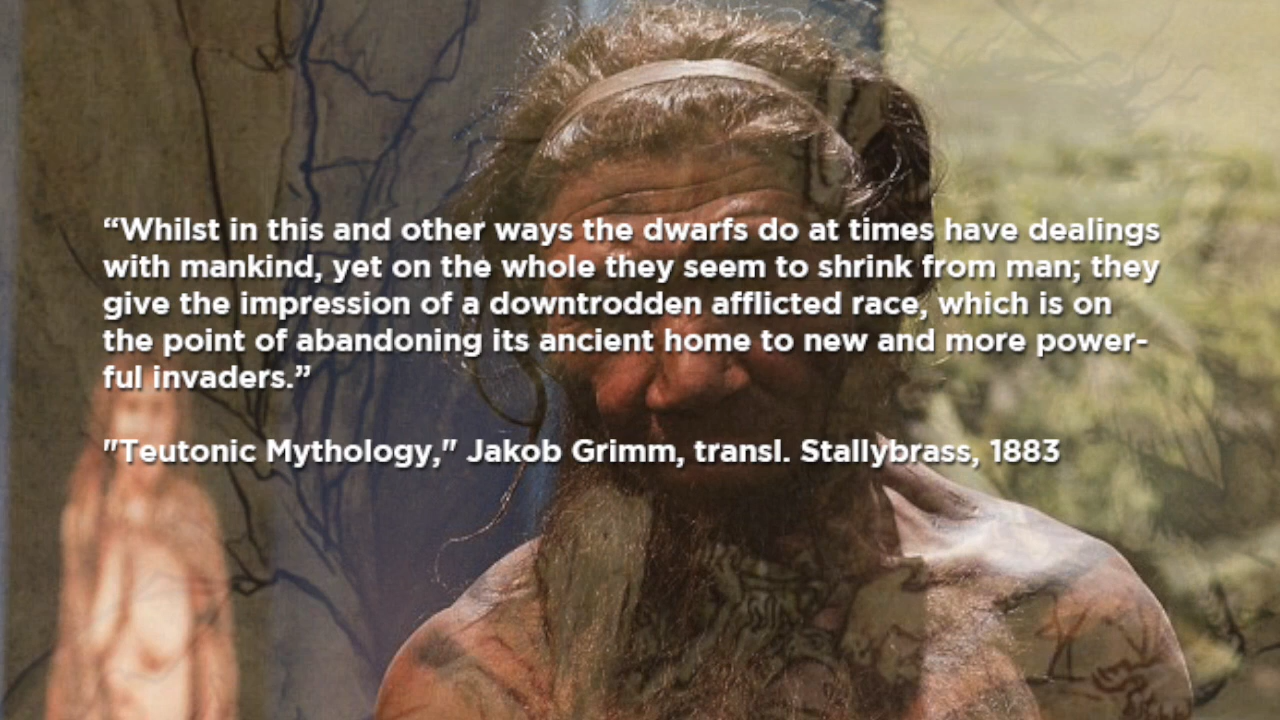 “Whilst in this and other ways the dwarfs do at times have dealings
with mankind, yet on the whole they seem to shrink from man; they
give the impression of a downtrodden afflicted race, which is on
the point of abandoning its ancient home to new and more power-
ful invaders.”
"Teutonic Mythology," Jakob Grimm, transl. Stallybrass, 1883